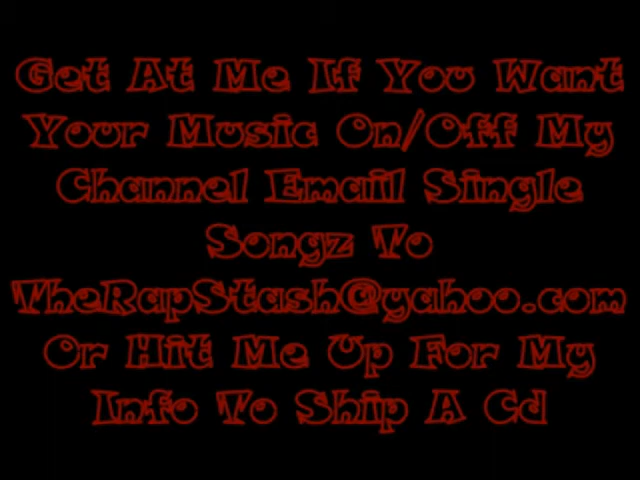 Get At Me If You Want
Your Music On/Off My
Channel Email Single
Songz To
TheRapStash@yahoo.com
Or Hit Me Up For My
Info To Ship A Cd